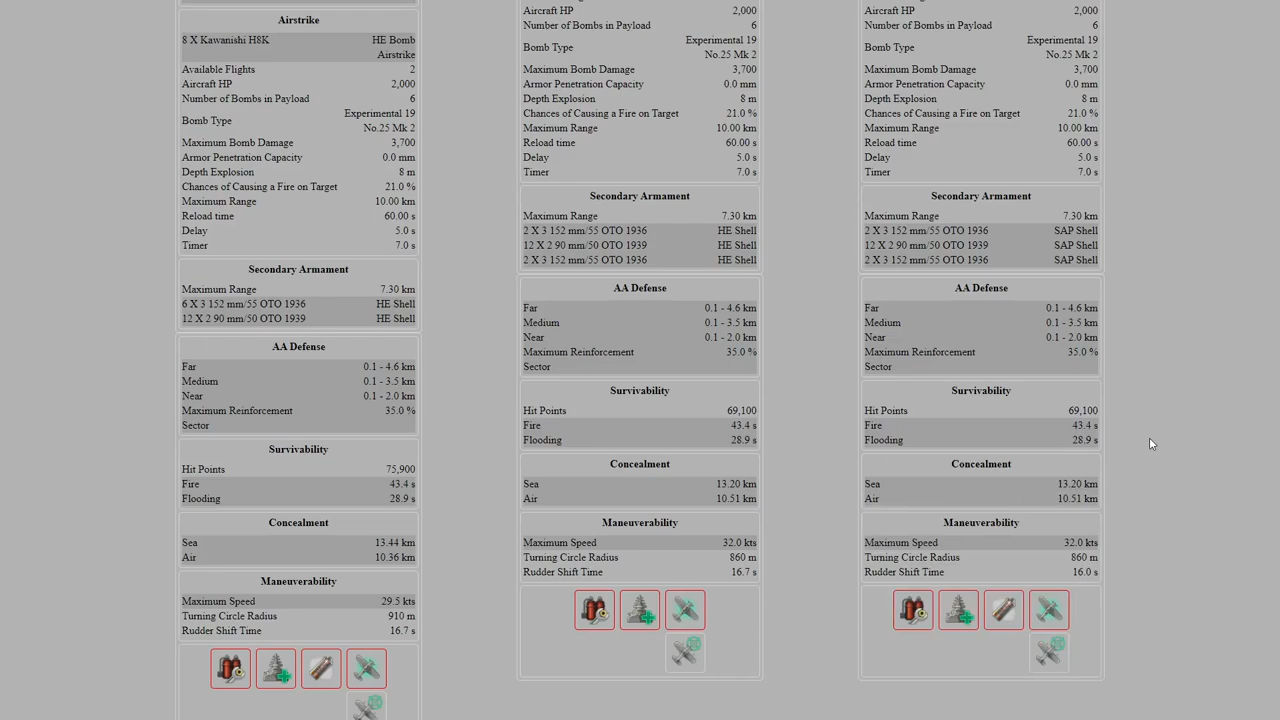 Airstrike
8 X Kawanishi H8K HE Bomb
Airstrike
Available Flights 2
Aircraft HP 2,000
Number of Bombs in Payload 6
Bomb Type Experimental 19
No.25 Mk 2
Maximum Bomb Damage 3,700
Armor Penetration Capacity 0.0 mm
Depth Explosion 8 m
Chances of Causing a Fire on Target 21.0 %
Maximum Range 10.00 km
Reload time 60.00 s
Delay 5.0 s
Timer 7.0 s
Secondary Armament
Maximum Range 7.30 km
6 X 3 152 mm/55 OTO 1936 HE Shell
12 X 2 90 mm/50 OTO 1939 HE Shell
AA Defense
Far 0.1 - 4.6 km
Medium 0.1 - 3.5 km
Near 0.1 - 2.0 km
Maximum Reinforcement 35.0 %
Sector
Survivability
Hit Points 75,900
Fire 43.4 s
Flooding 28.9 s
Concealment
Sea 13.44 km
Air 10.36 km
Maneuverability
Maximum Speed 29.5 kts
Turning Circle Radius 910 m
Rudder Shift Time 16.7 s
Aircraft HP 2,000
Number of Bombs in Payload 6
Bomb Type Experimental 19
No.25 Mk 2
Maximum Bomb Damage 3,700
Armor Penetration Capacity 0.0 mm
Depth Explosion 8 m
Chances of Causing a Fire on Target 21.0 %
Maximum Range 10.00 km
Reload time 60.00 s
Delay 5.0 s
Timer 7.0 s
Secondary Armament
Maximum Range 7.30 km
2 X 3 152 mm/55 OTO 1936 HE Shell
12 X 2 90 mm/50 OTO 1939 HE Shell
2 X 3 152 mm/55 OTO 1936 HE Shell
AA Defense
Far 0.1 - 4.6 km
Medium 0.1 - 3.5 km
Near 0.1 - 2.0 km
Maximum Reinforcement 35.0 %
Sector
Survivability
Hit Points 69,100
Fire 43.4 s
Flooding 28.9 s
Concealment
Sea 13.20 km
Air 10.51 km
Maneuverability
Maximum Speed 32.0 kts
Turning Circle Radius 860 m
Rudder Shift Time 16.7 s
Aircraft HP 2,000
Number of Bombs in Payload 6
Bomb Type Experimental 19
No.25 Mk 2
Maximum Bomb Damage 3,700
Armor Penetration Capacity 0.0 mm
Depth Explosion 8 m
Chances of Causing a Fire on Target 21.0 %
Maximum Range 10.00 km
Reload time 60.00 s
Delay 5.0 s
Timer 7.0 s
Secondary Armament
Maximum Range 7.30 km
2 X 3 152 mm/55 OTO 1936 SAP Shell
12 X 2 90 mm/50 OTO 1939 SAP Shell
2 X 3 152 mm/55 OTO 1936 SAP Shell
AA Defense
Far 0.1 - 4.6 km
Medium 0.1 - 3.5 km
Near 0.1 - 2.0 km
Maximum Reinforcement 35.0 %
Sector
Survivability
Hit Points 69,100
Fire 43.4 s
Flooding 28.9 s
Concealment
Sea 13.20 km
Air 10.51 km
Maneuverability
Maximum Speed 32.0 kts
Turning Circle Radius 860 m
Rudder Shift Time 16.0 s